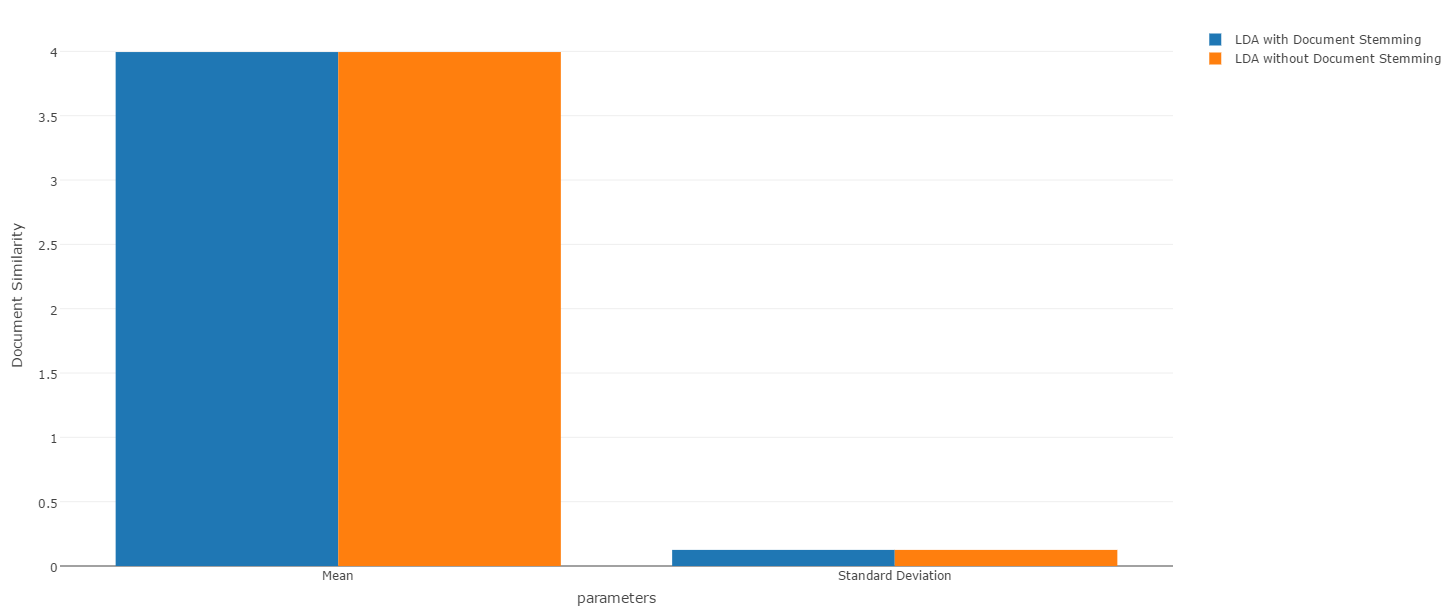 LDA with Document Stemming
LDA without Document Stemming
4
3.5
3
2.5
2
1.5
1
0.5
0
Document Similarity
Mean
Standard Deviation
parameters